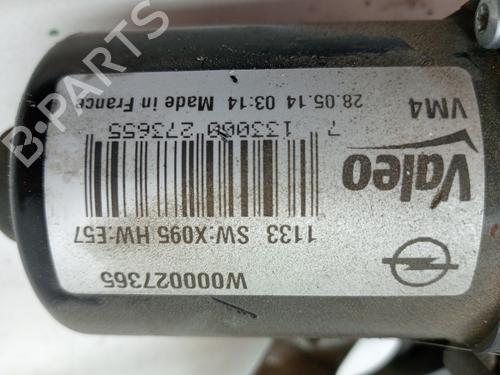 W000027365
1133 SW:X095 HW:E57
7 133000 273655
28.05.14 03:14 Made in France
Valeo
VM4
B-PARTS